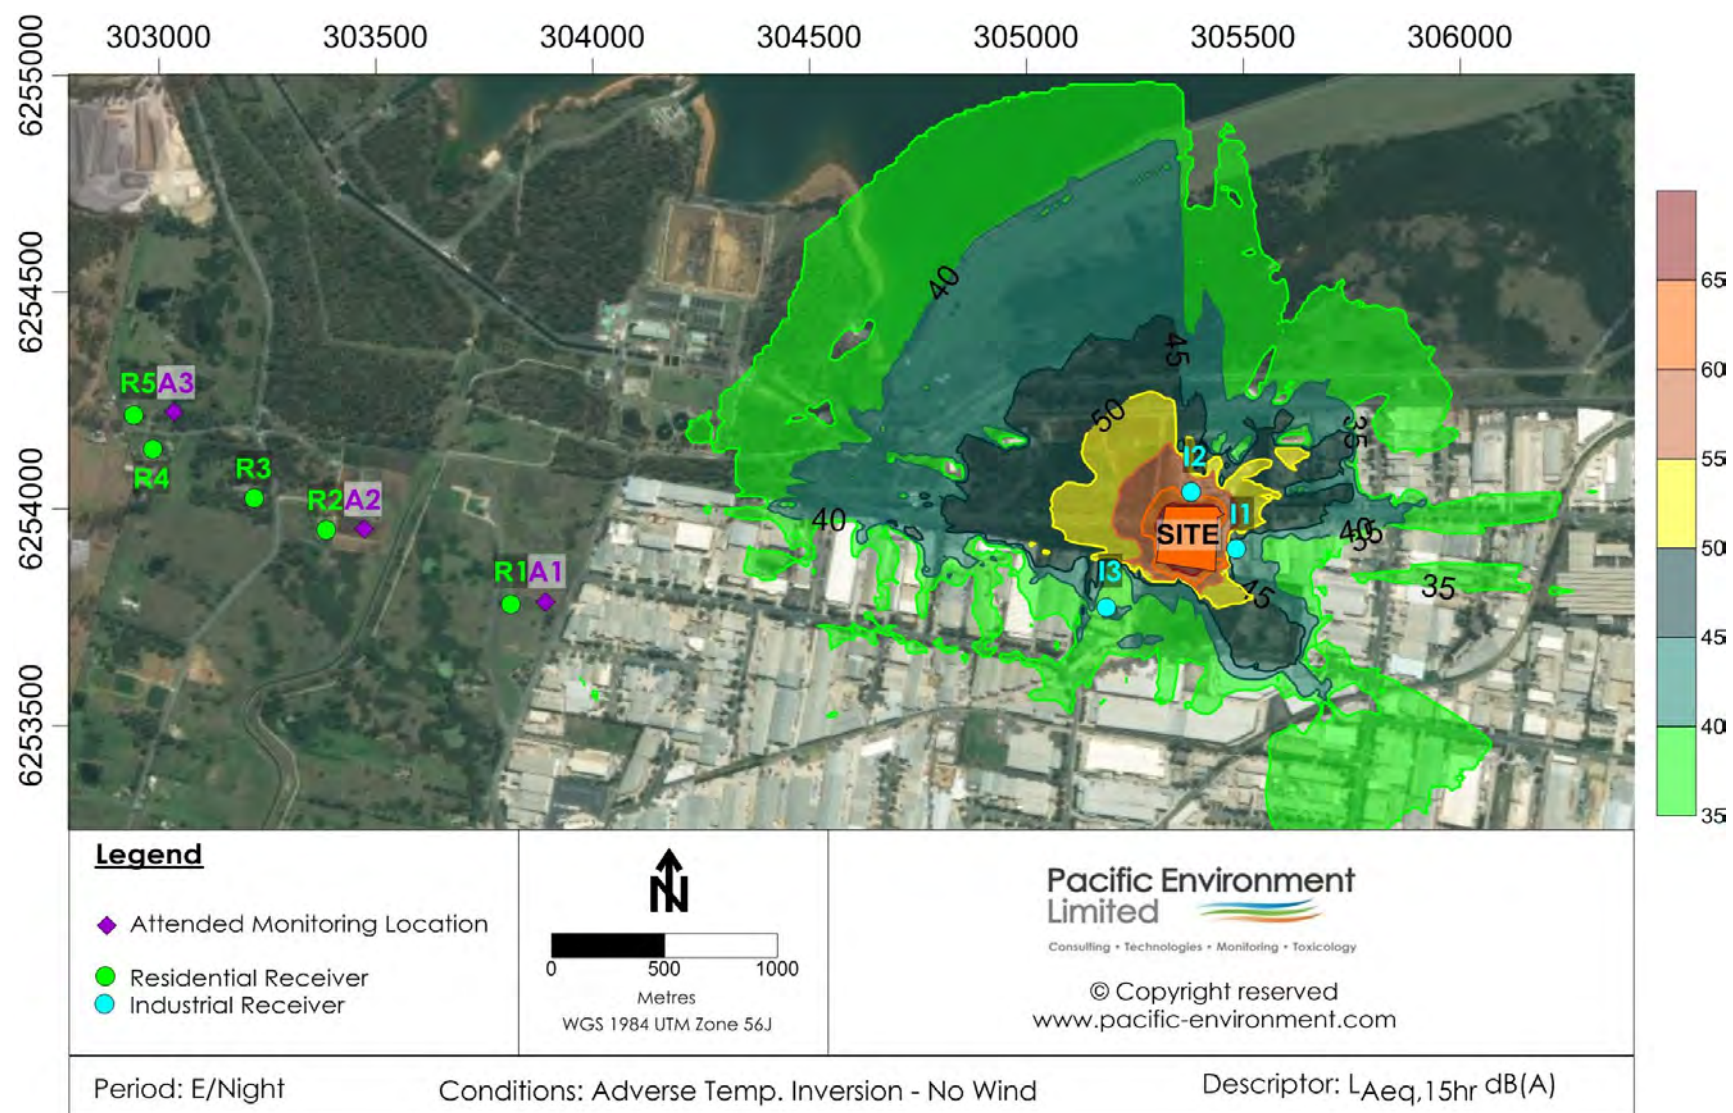 303000 303500 304000 304500 305000 305500 306000
6255000
6254500
6254000
6253500
40
45
50
35
40
40
35
35
45
R5 A3
R4
R3
R2 A2
R1 A1
I2
I1
SITE
I3
65
60
55
50
45
40
35
Legend
Attended Monitoring Location
Residential Receiver
Industrial Receiver
N
0 500 1000
Metres
WGS 1984 UTM Zone 56J
Pacific Environment
Limited
Consulting • Technologies • Monitoring • Toxicology
© Copyright reserved
www.pacific-environment.com
Period: E/Night Conditions: Adverse Temp. Inversion - No Wind Descriptor: LAeq,15hr dB(A)